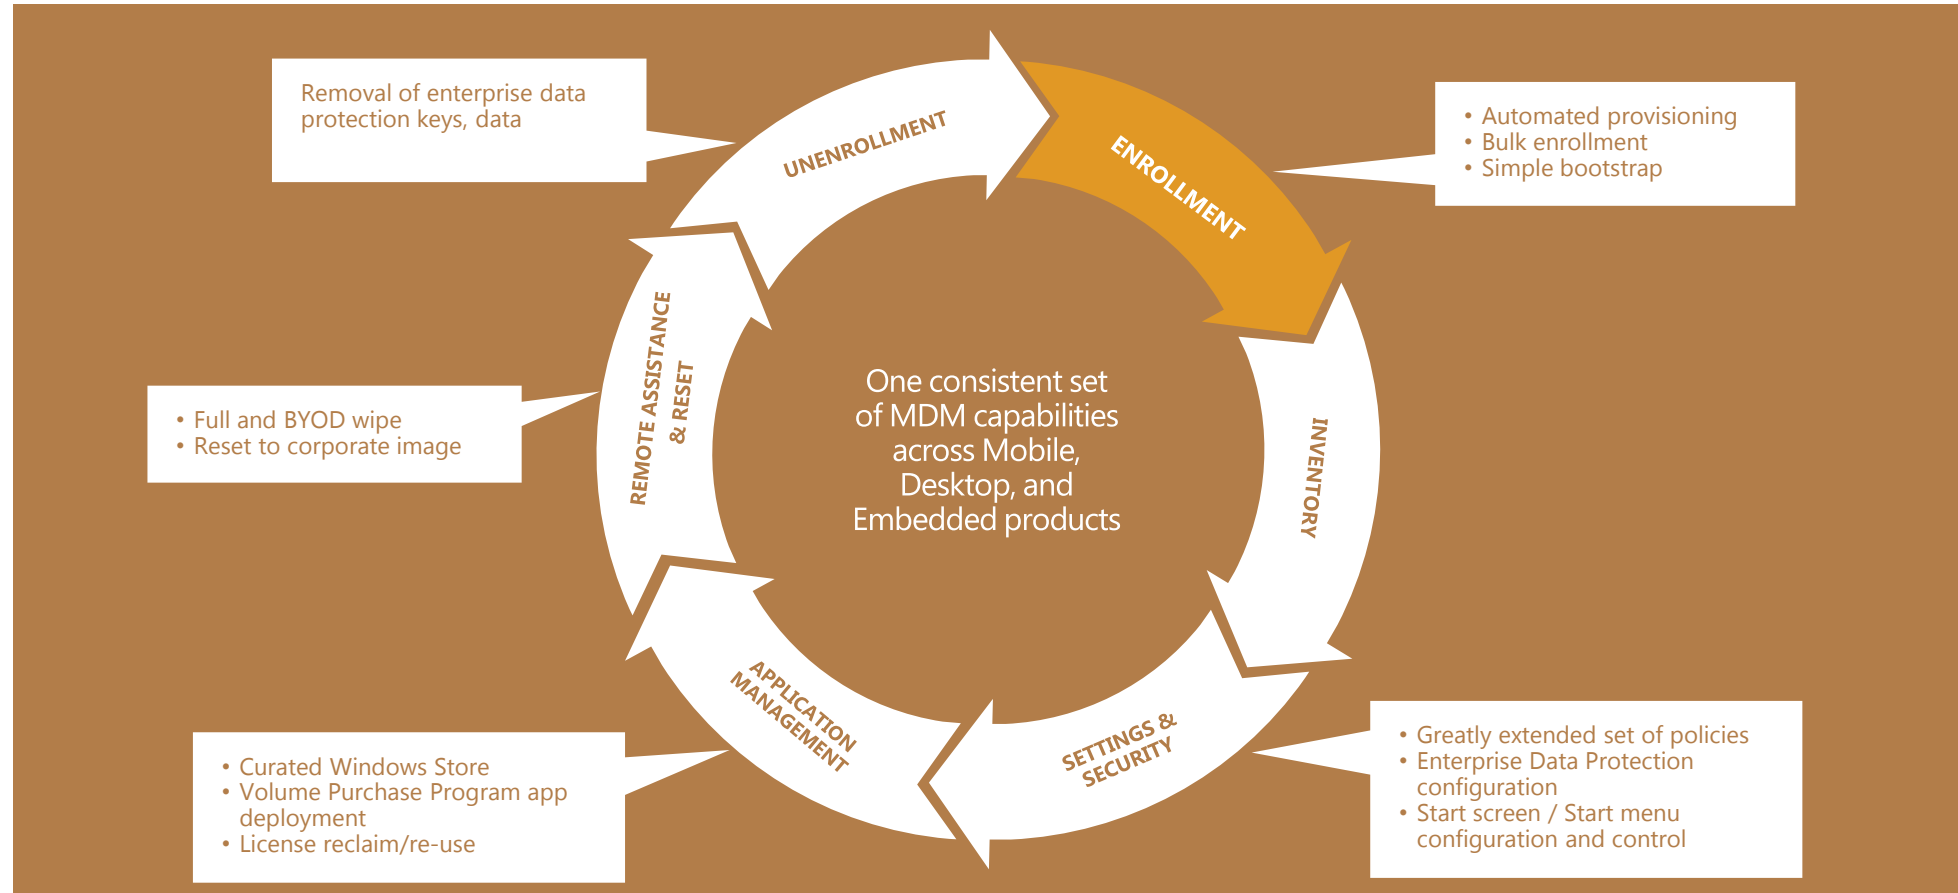 Removal of enterprise data
protection keys, data
UNENROLLMENT
ENROLLMENT
• Automated provisioning
• Bulk enrollment
• Simple bootstrap
INVENTORY
• Greatly extended set of policies
• Enterprise Data Protection
configuration
• Start screen / Start menu
configuration and control
SETTINGS &
SECURITY
APPLICATION
MANAGEMENT
• Curated Windows Store
• Volume Purchase Program app
deployment
• License reclaim/re-use
REMOTE ASSISTANCE
& RESET
• Full and BYOD wipe
• Reset to corporate image
One consistent set
of MDM capabilities
across Mobile,
Desktop, and
Embedded products